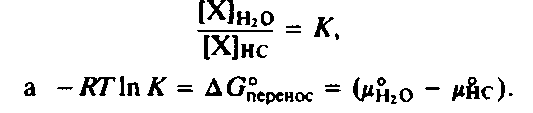 [X]H₂O / [X]HC = K,
а − RT ln K = ΔG°перенос = (μ°H₂O − μ°HC).